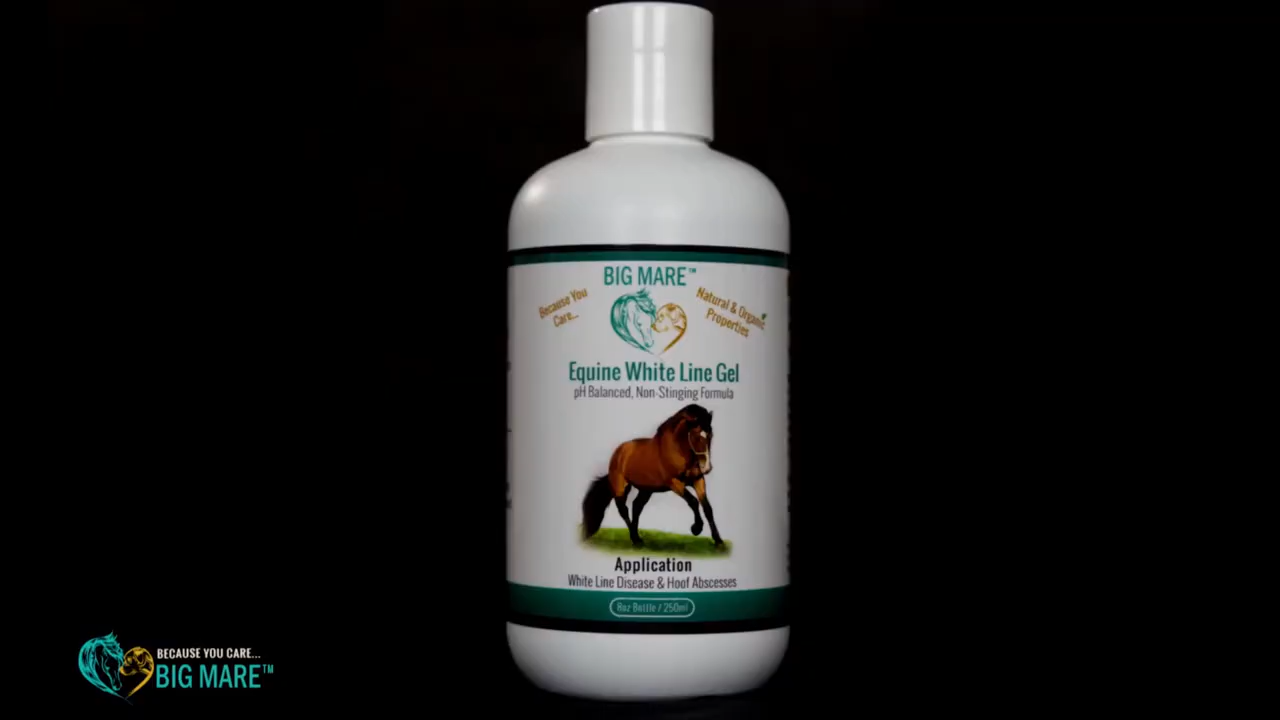 BIG MARE™
Because You
Care...
Natural & Organic
Properties
Equine White Line Gel
pH Balanced, Non-Stinging Formula
Application
White Line Disease & Hoof Abscesses
8oz Bottle / 250ml
BECAUSE YOU CARE...
BIG MARE™